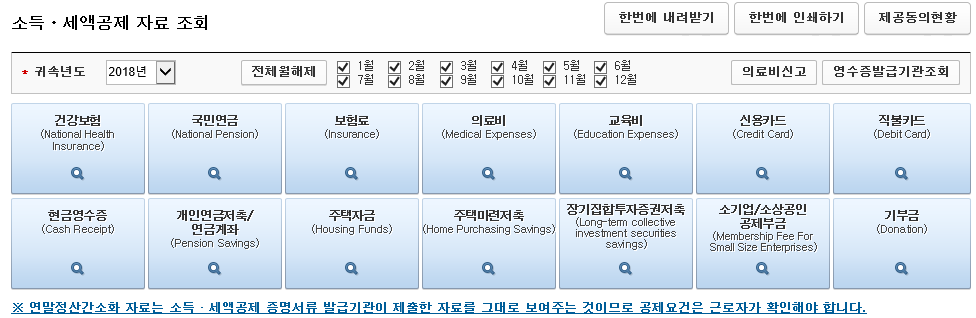 소득·세액공제 자료 조회
한번에 내려받기 한번에 인쇄하기 제공동의현황
* 귀속년도 2018년 전체월해제 1월 2월 3월 4월 5월 6월 의료비신고 영수증발급기관조회
7월 8월 9월 10월 11월 12월
건강보험
(National Health
Insurance)
국민연금
(National Pension)
보험료
(Insurance)
의료비
(Medical Expenses)
교육비
(Education Expenses)
신용카드
(Credit Card)
직불카드
(Debit Card)
현금영수증
(Cash Receipt)
개인연금저축/
연금계좌
(Pension Savings)
주택자금
(Housing Funds)
주택마련저축
(Home Purchasing Savings)
장기집합투자증권저축
(Long-term collective
investment securities
savings)
소기업/소상공인
공제부금
(Membership Fee For
Small Size Enterprises)
기부금
(Donation)
※ 연말정산간소화 자료는 소득·세액공제 증명서류 발급기관이 제출한 자료를 그대로 보여주는 것이므로 공제요건은 근로자가 확인해야 합니다.